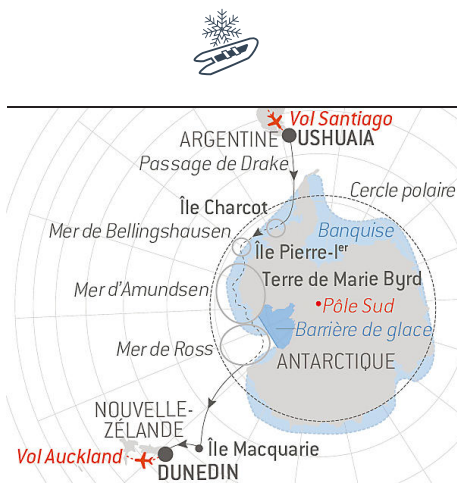 Vol Santiago
ARGENTINE
USHUAIA
Passage de Drake
Cercle polaire
Île Charcot
Mer de Bellingshausen
Banquise
Île Pierre-Ier
Terre de Marie Byrd
Mer d'Amundsen
Pôle Sud
Barrière de glace
Mer de Ross
ANTARCTIQUE
NOUVELLE-
ZÉLANDE
Île Macquarie
Vol Auckland
DUNEDIN